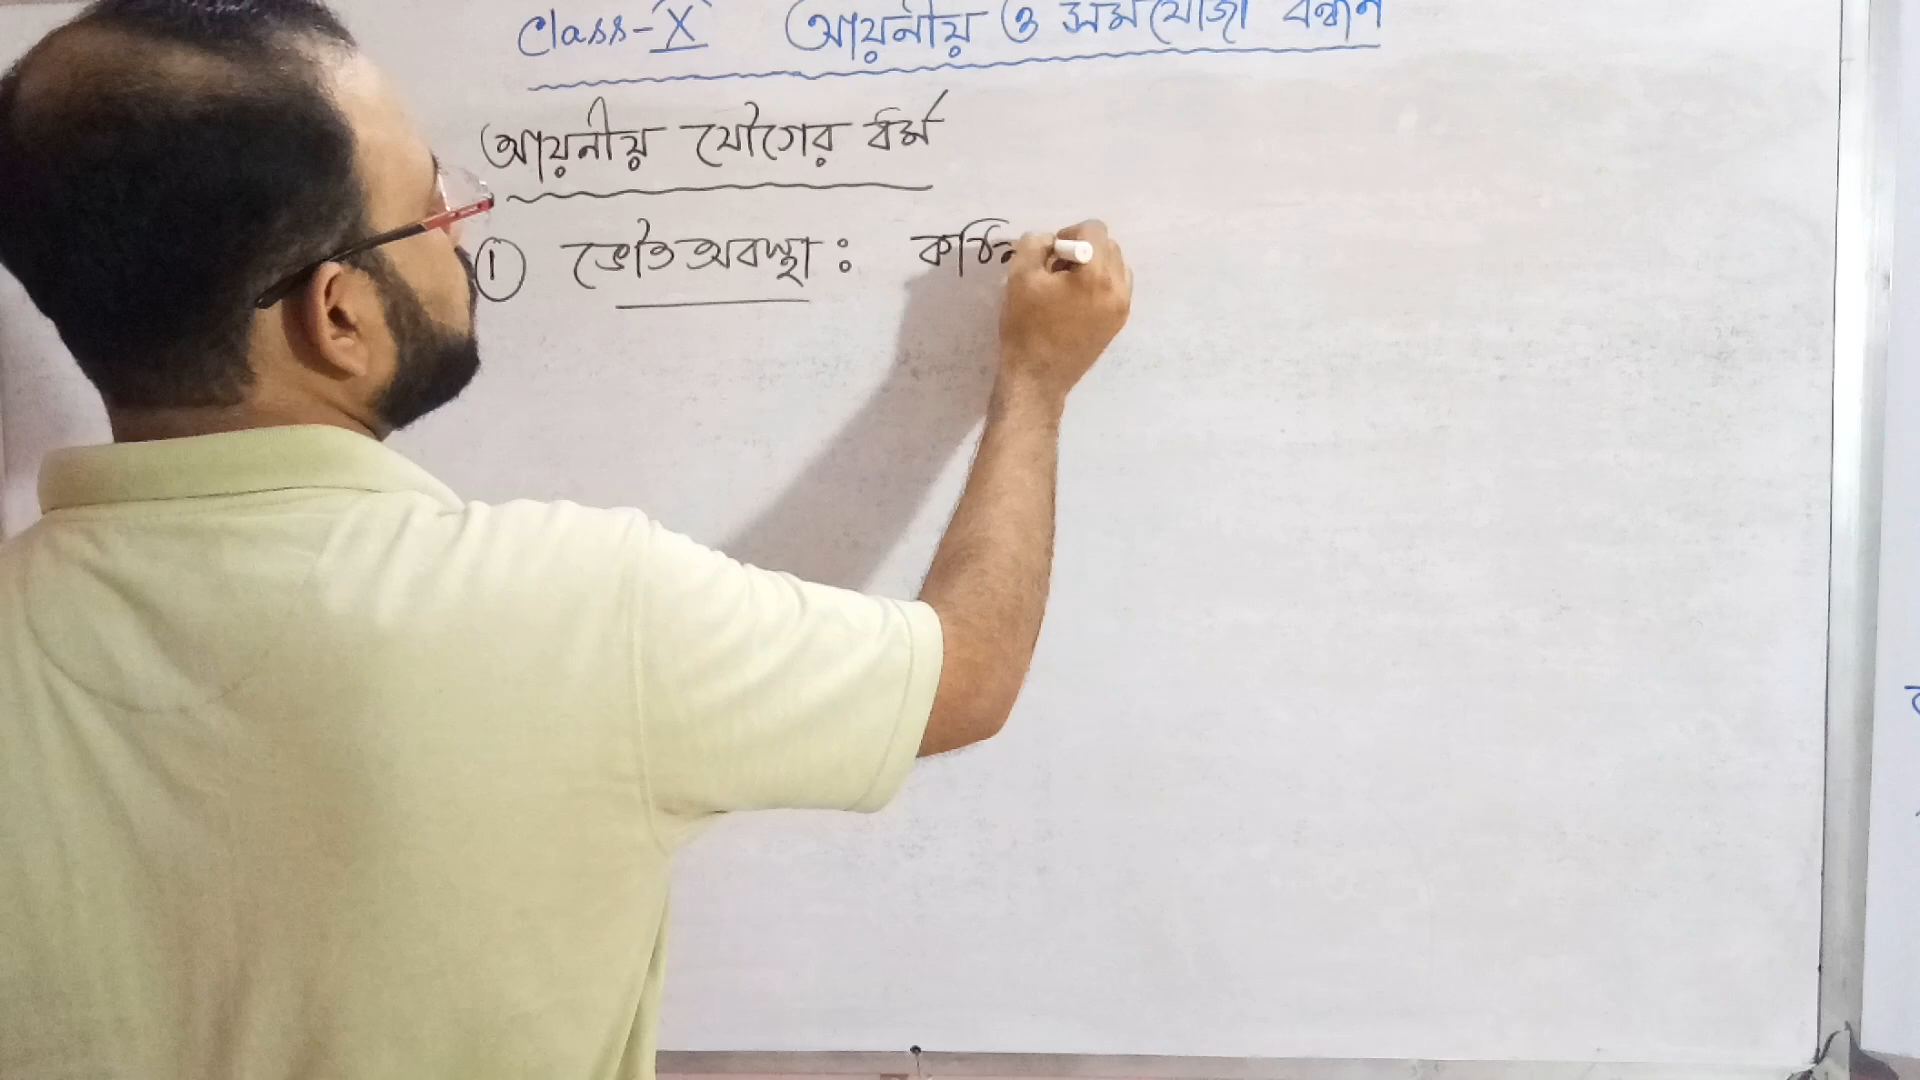 Class-X আয়নীয় ও সমযোজী বন্ধন
আয়নীয় যৌগের ধর্ম
① ভৌত অবস্থা : কঠিন